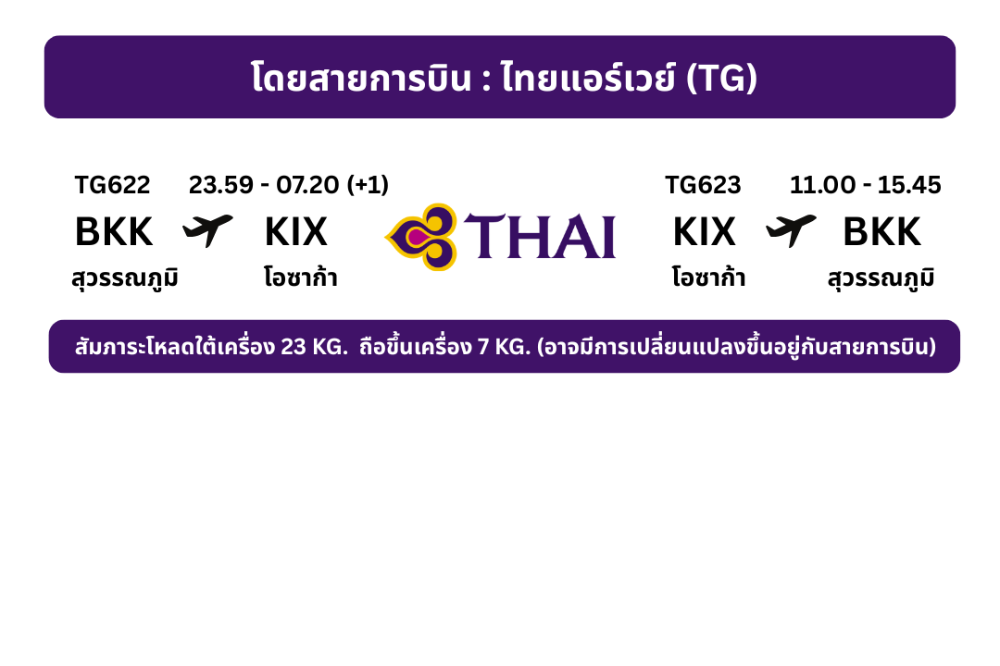 โดยสายการบิน : ไทยแอร์เวย์ (TG)
TG622 23.59 - 07.20 (+1)
BKK KIX
สุวรรณภูมิ โอซาก้า
THAI
TG623 11.00 - 15.45
KIX BKK
โอซาก้า สุวรรณภูมิ
สัมภาระโหลดใต้เครื่อง 23 KG. ถือขึ้นเครื่อง 7 KG. (อาจมีการเปลี่ยนแปลงขึ้นอยู่กับสายการบิน)